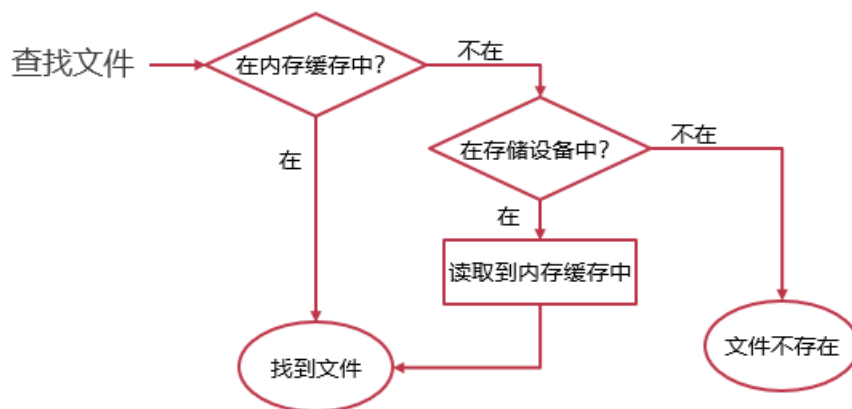 查找文件
在内存缓存中?
不在
在
在存储设备中?
不在
在
读取到内存缓存中
找到文件
文件不存在